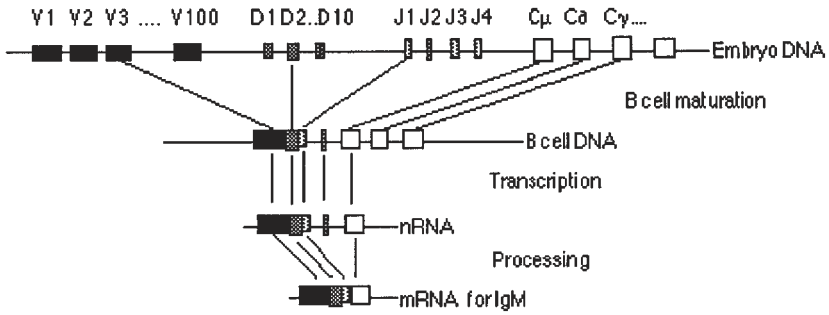 V1 V2 V3 .... V100 D1 D2..D10 J1 J2 J3 J4 Cμ Cδ Cγ....
Embryo DNA
B cell maturation
B cell DNA
Transcription
nRNA
Processing
mRNA for IgM